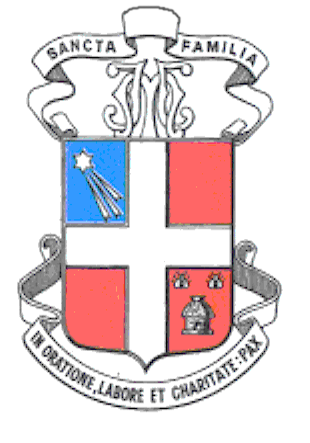 SANCTA FAMILIA
IN ORATIONE, LABORE ET CHARITATE: PAX